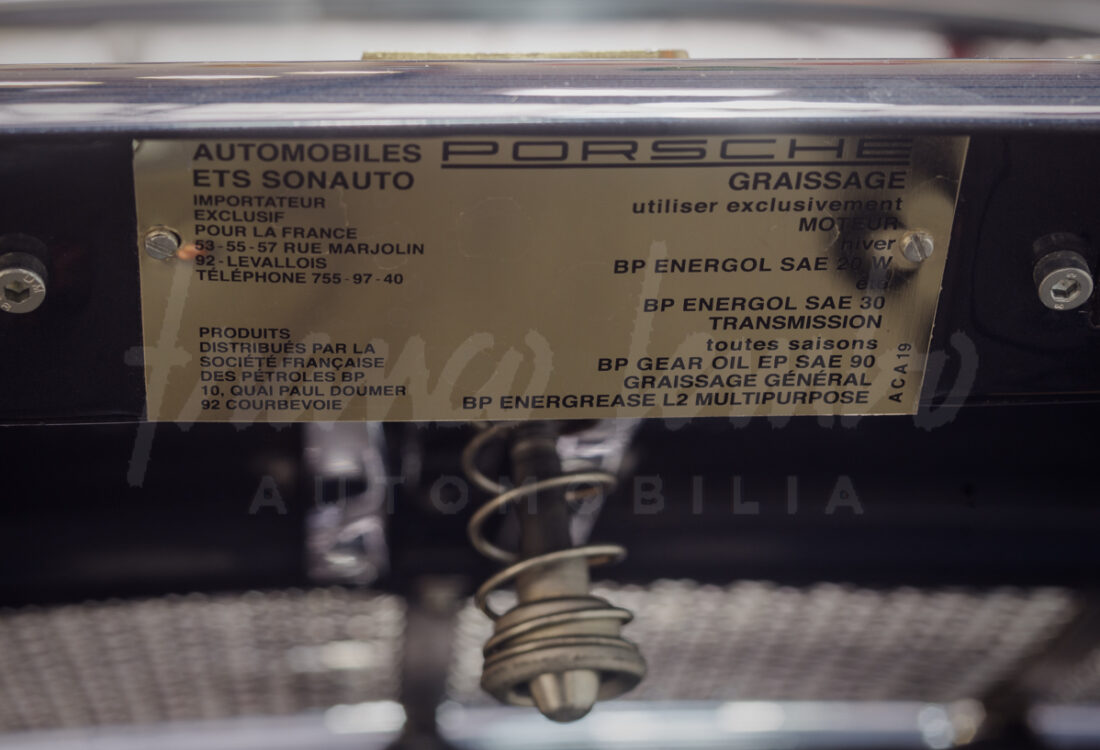 AUTOMOBILES
ETS SONAUTO
IMPORTATEUR
EXCLUSIF
POUR LA FRANCE
53-55-57 RUE MARJOLIN
92-LEVALLOIS
TÉLÉPHONE 755-97-40
PRODUITS
DISTRIBUÉS PAR LA
SOCIÉTÉ FRANÇAISE
DES PÉTROLES BP
10, QUAI PAUL DOUMER
92 COURBEVOIE
PORSCHE
GRAISSAGE
utiliser exclusivement
MOTEUR
hiver
BP ENERGOL SAE 20 W
été
BP ENERGOL SAE 30
TRANSMISSION
toutes saisons
BP GEAR OIL EP SAE 90
GRAISSAGE GÉNÉRAL
BP ENERGREASE L2 MULTIPURPOSE
ACA19
AUTOMOBILIA